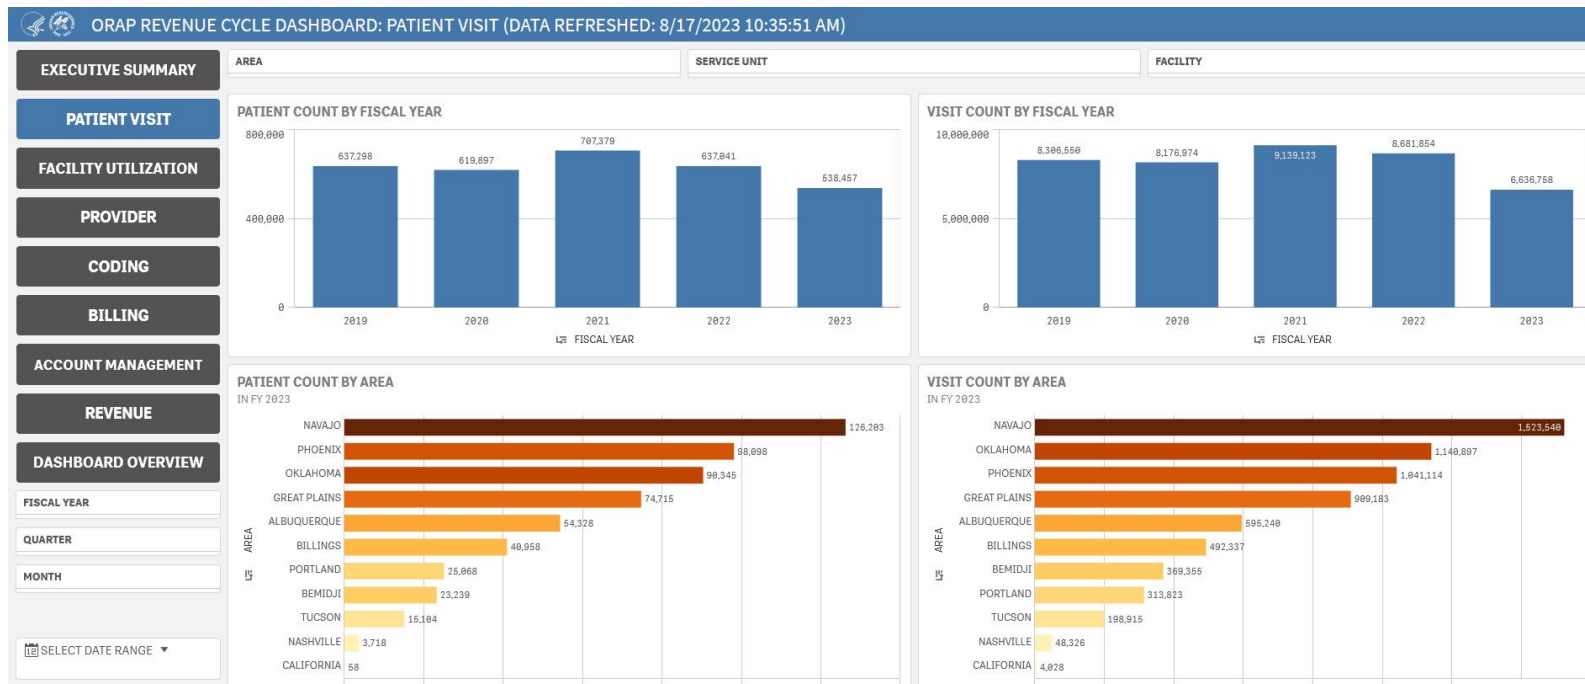 ORAP REVENUE CYCLE DASHBOARD: PATIENT VISIT (DATA REFRESHED: 8/17/2023 10:35:51 AM)
EXECUTIVE SUMMARY
PATIENT VISIT
FACILITY UTILIZATION
PROVIDER
CODING
BILLING
ACCOUNT MANAGEMENT
REVENUE
DASHBOARD OVERVIEW
FISCAL YEAR
QUARTER
MONTH
12 SELECT DATE RANGE
AREA
SERVICE UNIT
FACILITY
PATIENT COUNT BY FISCAL YEAR
800,000
400,000
0
637,298
619,897
707,379
637,041
538,457
2019 2020 2021 2022 2023
FISCAL YEAR
VISIT COUNT BY FISCAL YEAR
10,000,000
5,000,000
0
8,306,550
8,176,974
9,139,123
8,681,854
6,636,758
2019 2020 2021 2022 2023
FISCAL YEAR
PATIENT COUNT BY AREA
IN FY 2023
AREA
NAVAJO 126,203
PHOENIX 98,098
OKLAHOMA 90,345
GREAT PLAINS 74,715
ALBUQUERQUE 54,328
BILLINGS 40,958
PORTLAND 25,068
BEMIDJI 23,239
TUCSON 15,104
NASHVILLE 3,718
CALIFORNIA 58
VISIT COUNT BY AREA
IN FY 2023
AREA
NAVAJO 1,523,540
OKLAHOMA 1,140,897
PHOENIX 1,041,114
GREAT PLAINS 909,183
ALBUQUERQUE 595,240
BILLINGS 492,337
BEMIDJI 369,355
PORTLAND 313,823
TUCSON 198,915
NASHVILLE 48,326
CALIFORNIA 4,028